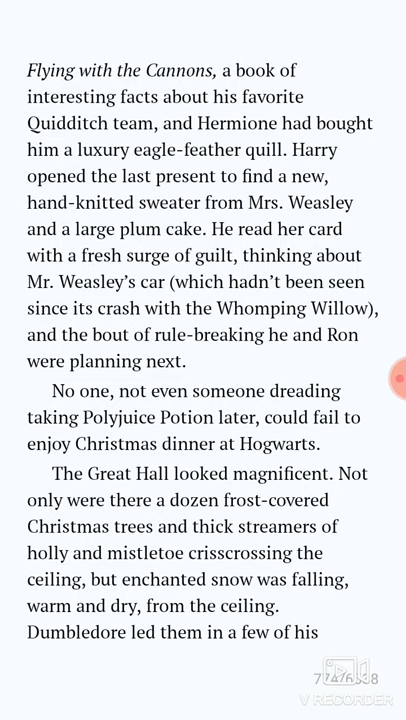 Flying with the Cannons, a book of
interesting facts about his favorite
Quidditch team, and Hermione had bought
him a luxury eagle-feather quill. Harry
opened the last present to find a new,
hand-knitted sweater from Mrs. Weasley
and a large plum cake. He read her card
with a fresh surge of guilt, thinking about
Mr. Weasley’s car (which hadn’t been seen
since its crash with the Whomping Willow),
and the bout of rule-breaking he and Ron
were planning next.
No one, not even someone dreading
taking Polyjuice Potion later, could fail to
enjoy Christmas dinner at Hogwarts.
The Great Hall looked magnificent. Not
only were there a dozen frost-covered
Christmas trees and thick streamers of
holly and mistletoe crisscrossing the
ceiling, but enchanted snow was falling,
warm and dry, from the ceiling.
Dumbledore led them in a few of his
V RECORDER